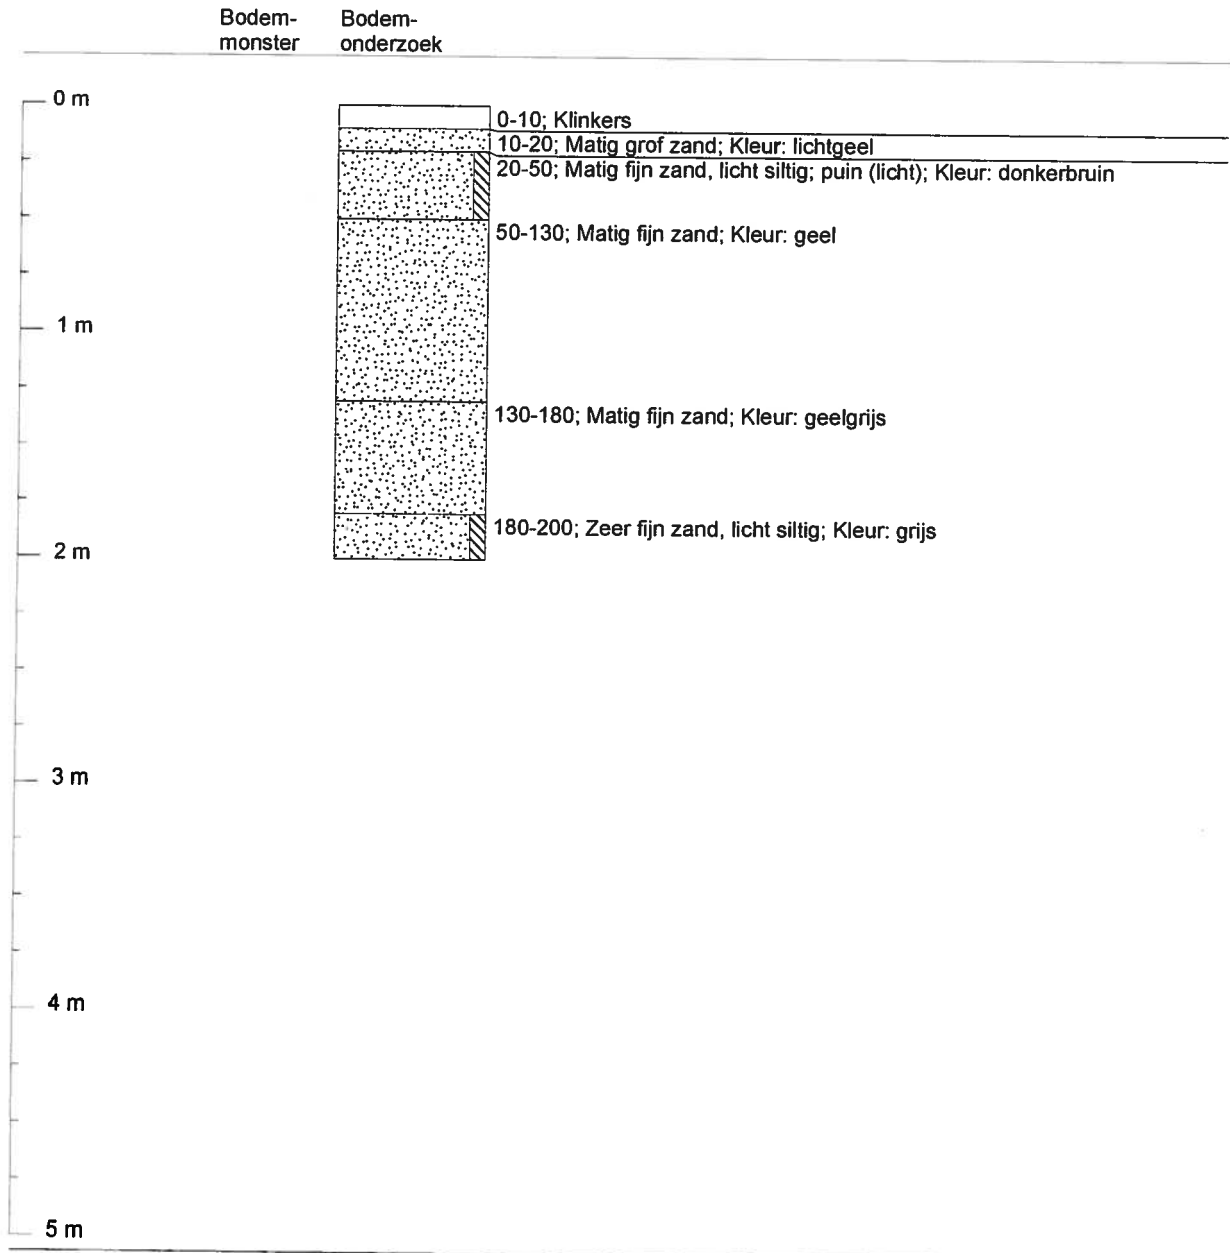 Bodem-
monster
Bodem-
onderzoek
0 m
0-10; Klinkers
10-20; Matig grof zand; Kleur: lichtgeel
20-50; Matig fijn zand, licht siltig; puin (licht); Kleur: donkerbruin
50-130; Matig fijn zand; Kleur: geel
1 m
130-180; Matig fijn zand; Kleur: geelgrijs
180-200; Zeer fijn zand, licht siltig; Kleur: grijs
2 m
3 m
4 m
5 m